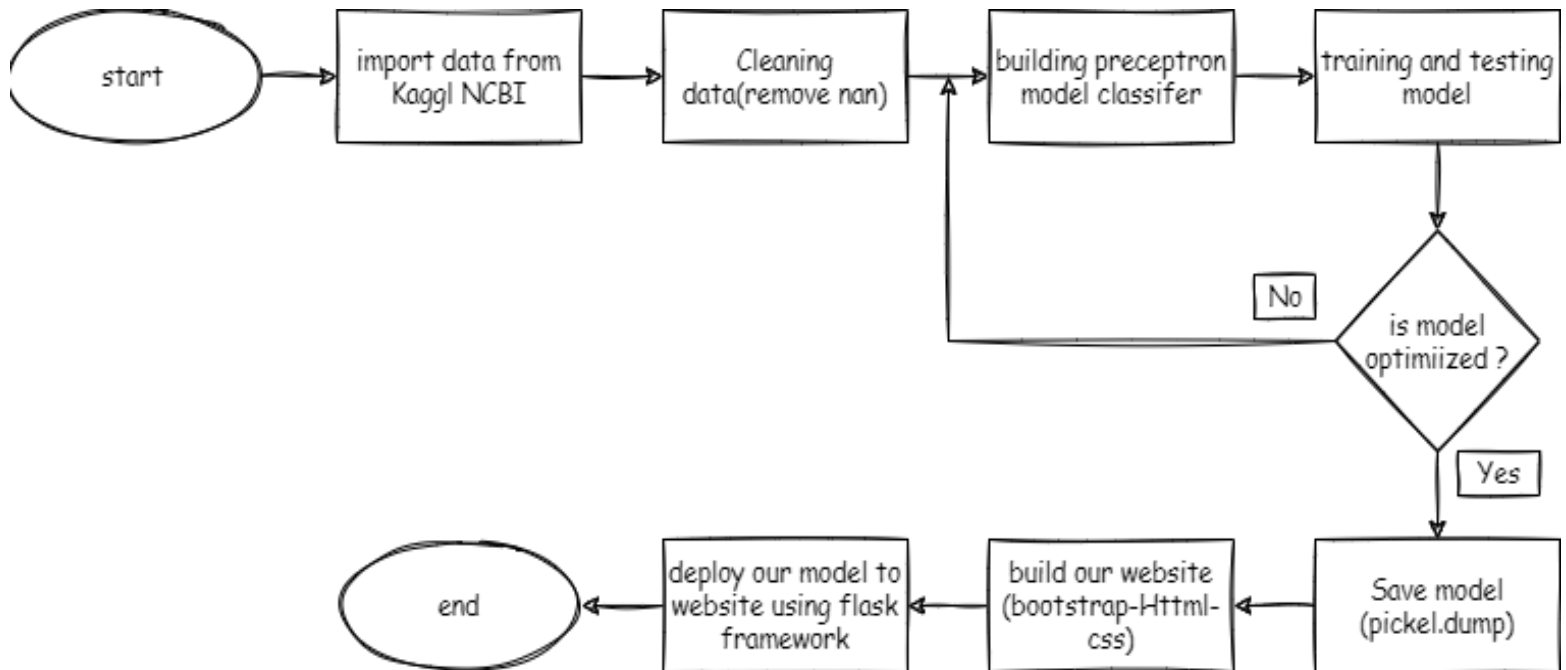 start
import data from
Kaggl NCBI
Cleaning
data(remove nan)
building preceptron
model classifer
training and testing
model
No
is model
optimiized ?
Yes
end
deploy our model to
website using flask
framework
build our website
(bootstrap-Httml-
css)
Save model
(pickel.dump)